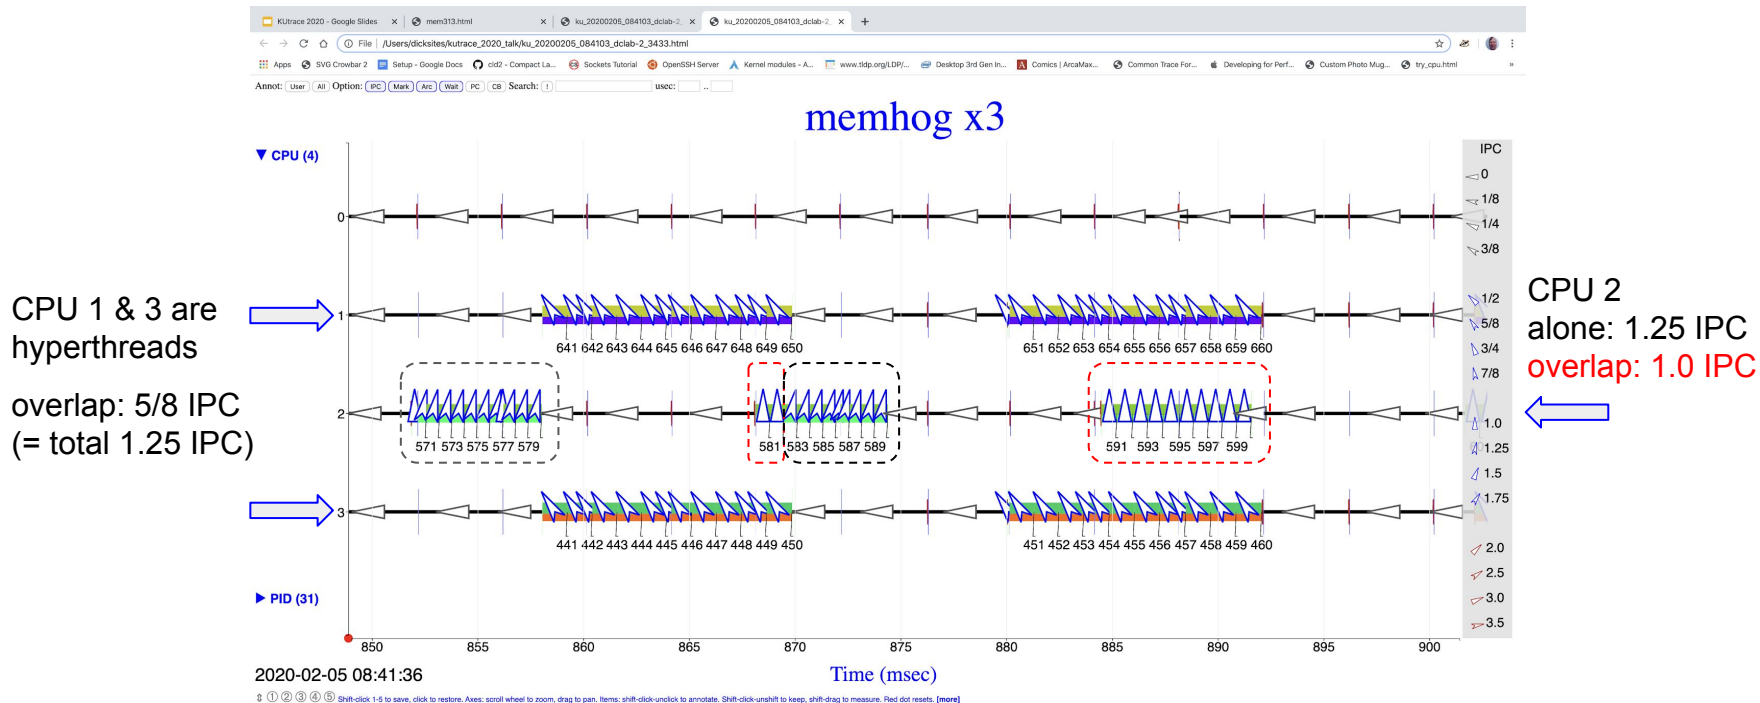 KUtrace 2020 - Google Slides
mem313.html
ku_20200205_084103_dclab-2_
ku_20200205_084103_dclab-2_
File /Users/dicksites/kutrace_2020_talk/ku_20200205_084103_dclab-2_3433.html
Apps SVG Crowbar 2 Setup - Google Docs cld2 - Compact La... Sockets Tutorial OpenSSH Server Kernel modules - A... www.tldp.org/LDP/... Desktop 3rd Gen In... Comics | ArcaMax... Common Trace For... Developing for Perf... Custom Photo Mug... try_cpu.html »
Annot: User All Option: IPC Mark Arc Wait PC CB Search: ! usec: ..
memhog x3
▼ CPU (4)
IPC
0
1/8
1/4
3/8
1/2
5/8
3/4
7/8
1.0
1.25
1.5
1.75
2.0
2.5
3.0
3.5
0
1
641 642 643 644 645 646 647 648 649 650
651 652 653 654 655 656 657 658 659 660
2
571 573 575 577 579
581 583 585 587 589
591 593 595 597 599
3
441 442 443 444 445 446 447 448 449 450
451 452 453 454 455 456 457 458 459 460
CPU 1 & 3 are
hyperthreads
overlap: 5/8 IPC
(= total 1.25 IPC)
CPU 2
alone: 1.25 IPC
overlap: 1.0 IPC
▶ PID (31)
850 855 860 865 870 875 880 885 890 895 900
2020-02-05 08:41:36
Time (msec)
⇕ ① ② ③ ④ ⑤ Shift-click 1-5 to save, click to restore. Axes: scroll wheel to zoom, drag to pan. Items: shift-click-unclick to annotate. Shift-click-unshift to keep, shift-drag to measure. Red dot resets. [more]